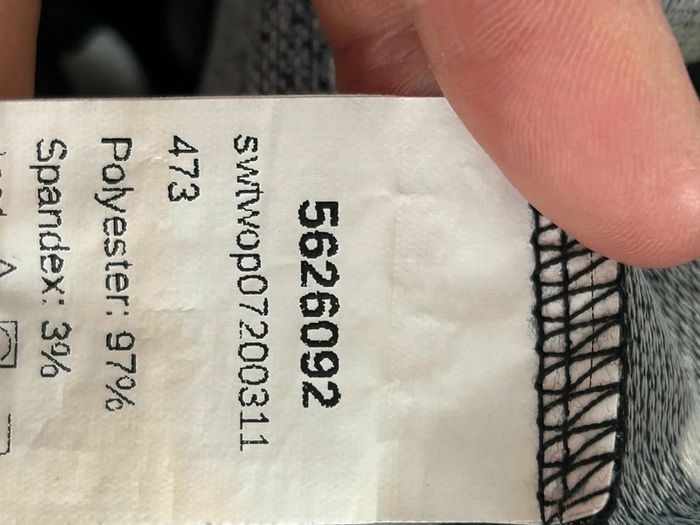 5626092
swtwop07200311
473
Polyester: 97%
Spandex: 3%